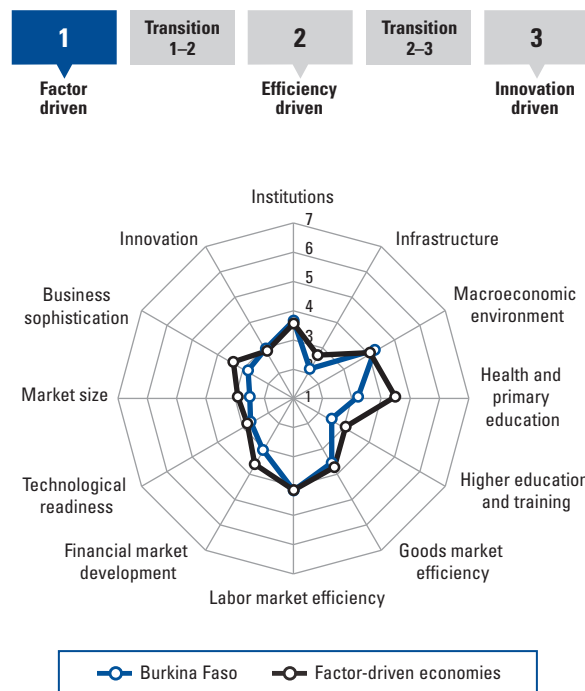 1
Transition
1–2
2
Transition
2–3
3
Factor
driven
Efficiency
driven
Innovation
driven
Institutions
7
Innovation
Infrastructure
6
5
Business
sophistication
Macroeconomic
environment
4
3
2
Market size
1
Health and
primary
education
Technological
readiness
Higher education
and training
Financial market
development
Goods market
efficiency
Labor market efficiency
Burkina Faso
Factor-driven economies